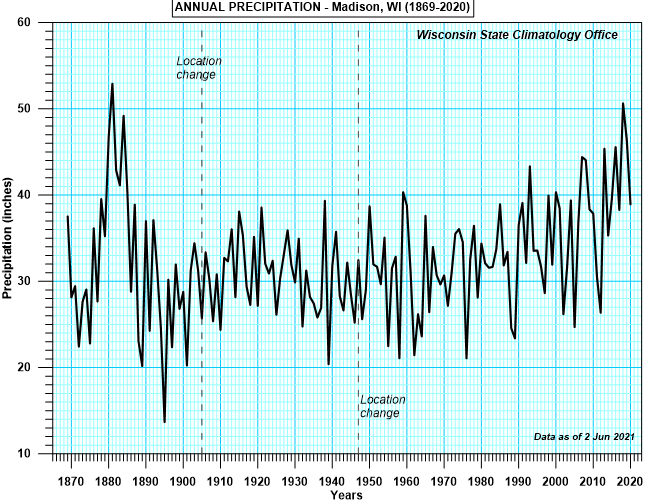 ANNUAL PRECIPITATION - Madison, WI (1869-2020)
60
Wisconsin State Climatology Office
Location
change
50
40
Precipitation (inches)
30
20
Location
change
Data as of 2 Jun 2021
10
1870 1880 1890 1900 1910 1920 1930 1940 1950 1960 1970 1980 1990 2000 2010 2020
Years